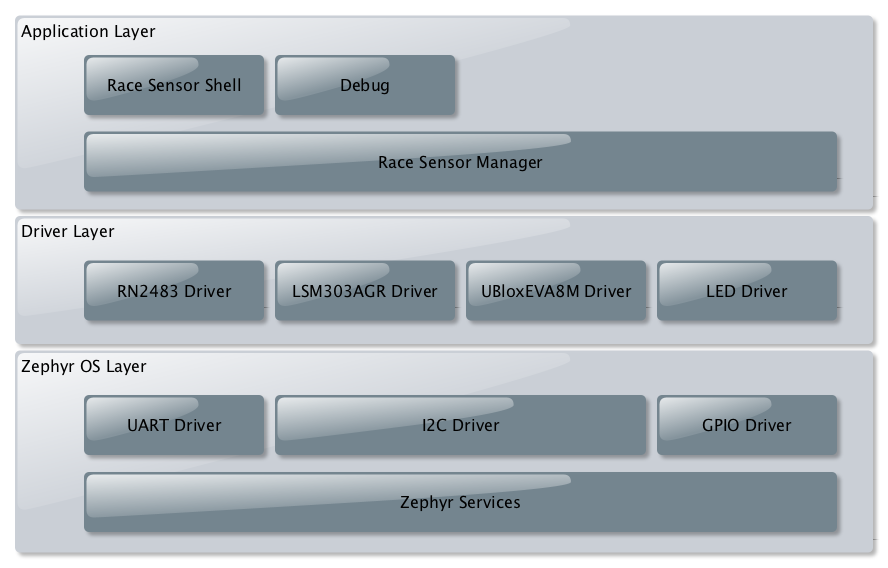 Application Layer
Race Sensor Shell
Debug
Race Sensor Manager
Driver Layer
RN2483 Driver
LSM303AGR Driver
UBloxEVA8M Driver
LED Driver
Zephyr OS Layer
UART Driver
I2C Driver
GPIO Driver
Zephyr Services